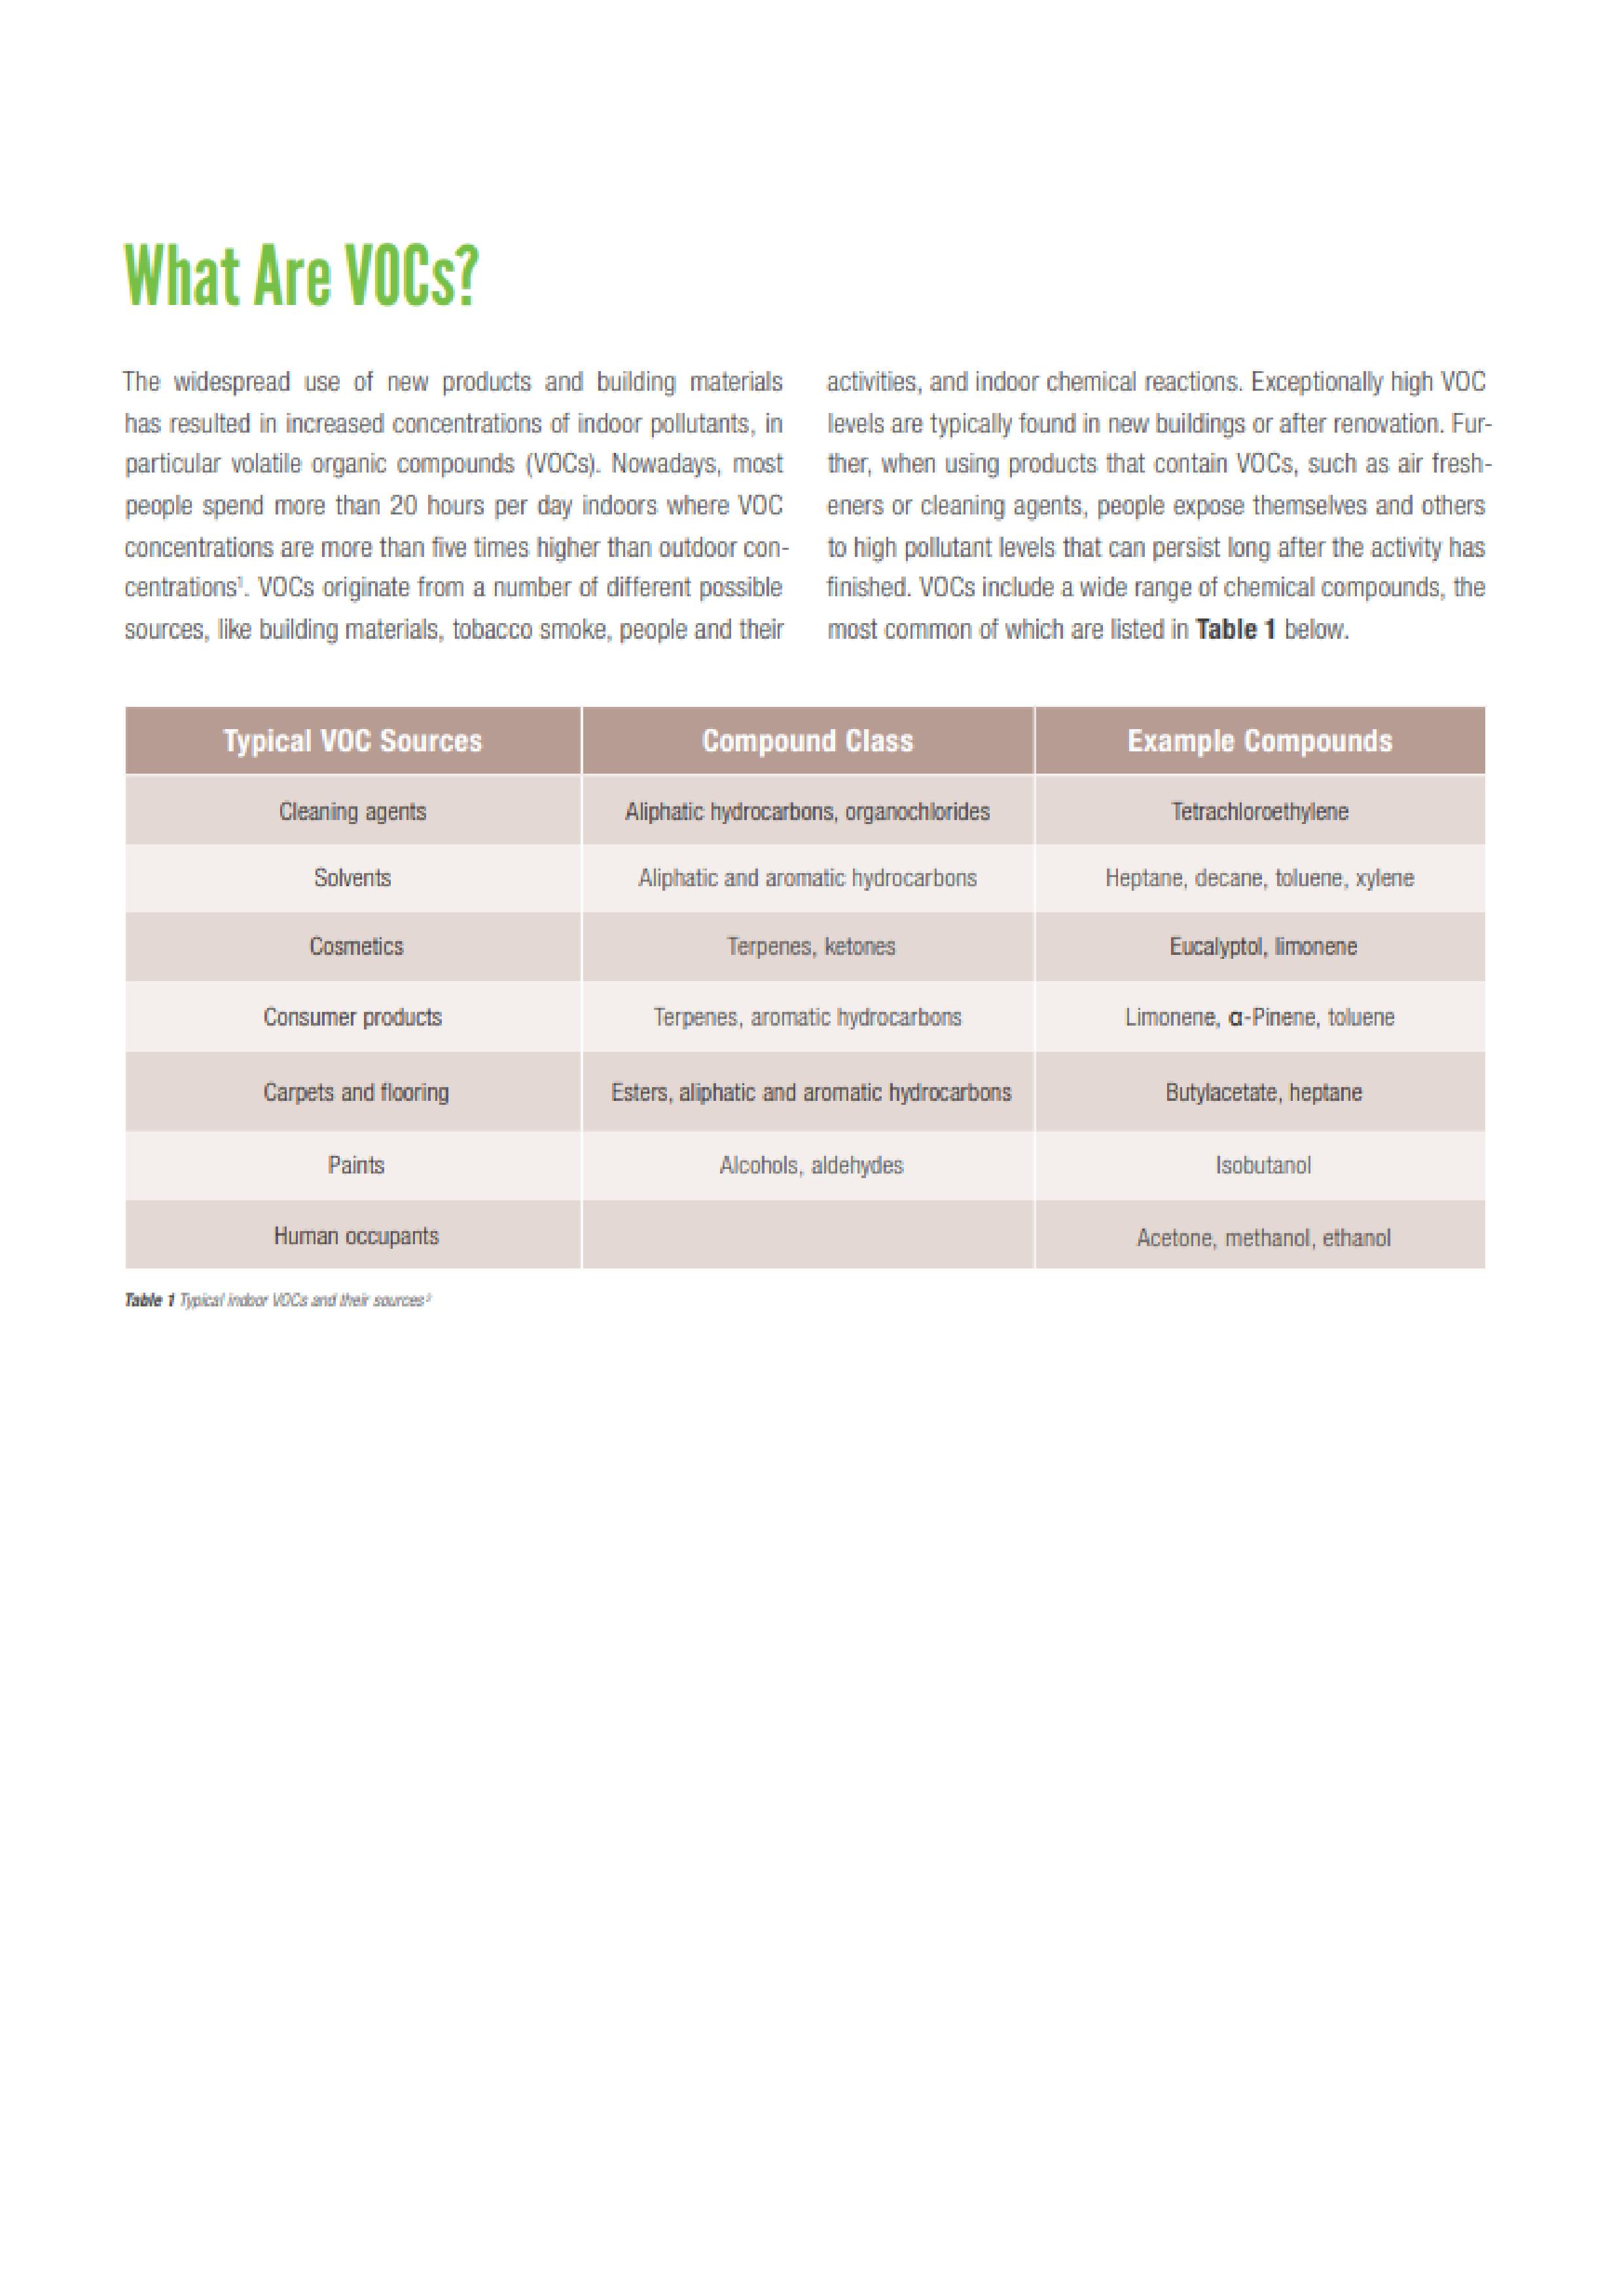 What Are VOCs?
The widespread use of new products and building materials
has resulted in increased concentrations of indoor pollutants, in
particular volatile organic compounds (VOCs). Nowadays, most
people spend more than 20 hours per day indoors where VOC
concentrations are more than five times higher than outdoor con-
centrations¹. VOCs originate from a number of different possible
sources, like building materials, tobacco smoke, people and their
activities, and indoor chemical reactions. Exceptionally high VOC
levels are typically found in new buildings or after renovation. Fur-
ther, when using products that contain VOCs, such as air fresh-
eners or cleaning agents, people expose themselves and others
to high pollutant levels that can persist long after the activity has
finished. VOCs include a wide range of chemical compounds, the
most common of which are listed in Table 1 below.
Typical VOC Sources Compound Class Example Compounds
Cleaning agents Aliphatic hydrocarbons, organochlorides Tetrachloroethylene
Solvents Aliphatic and aromatic hydrocarbons Heptane, decane, toluene, xylene
Cosmetics Terpenes, ketones Eucalyptol, limonene
Consumer products Terpenes, aromatic hydrocarbons Limonene, α-Pinene, toluene
Carpets and flooring Esters, aliphatic and aromatic hydrocarbons Butylacetate, heptane
Paints Alcohols, aldehydes Isobutanol
Human occupants Acetone, methanol, ethanol
Table 1 Typical indoor VOCs and their sources²